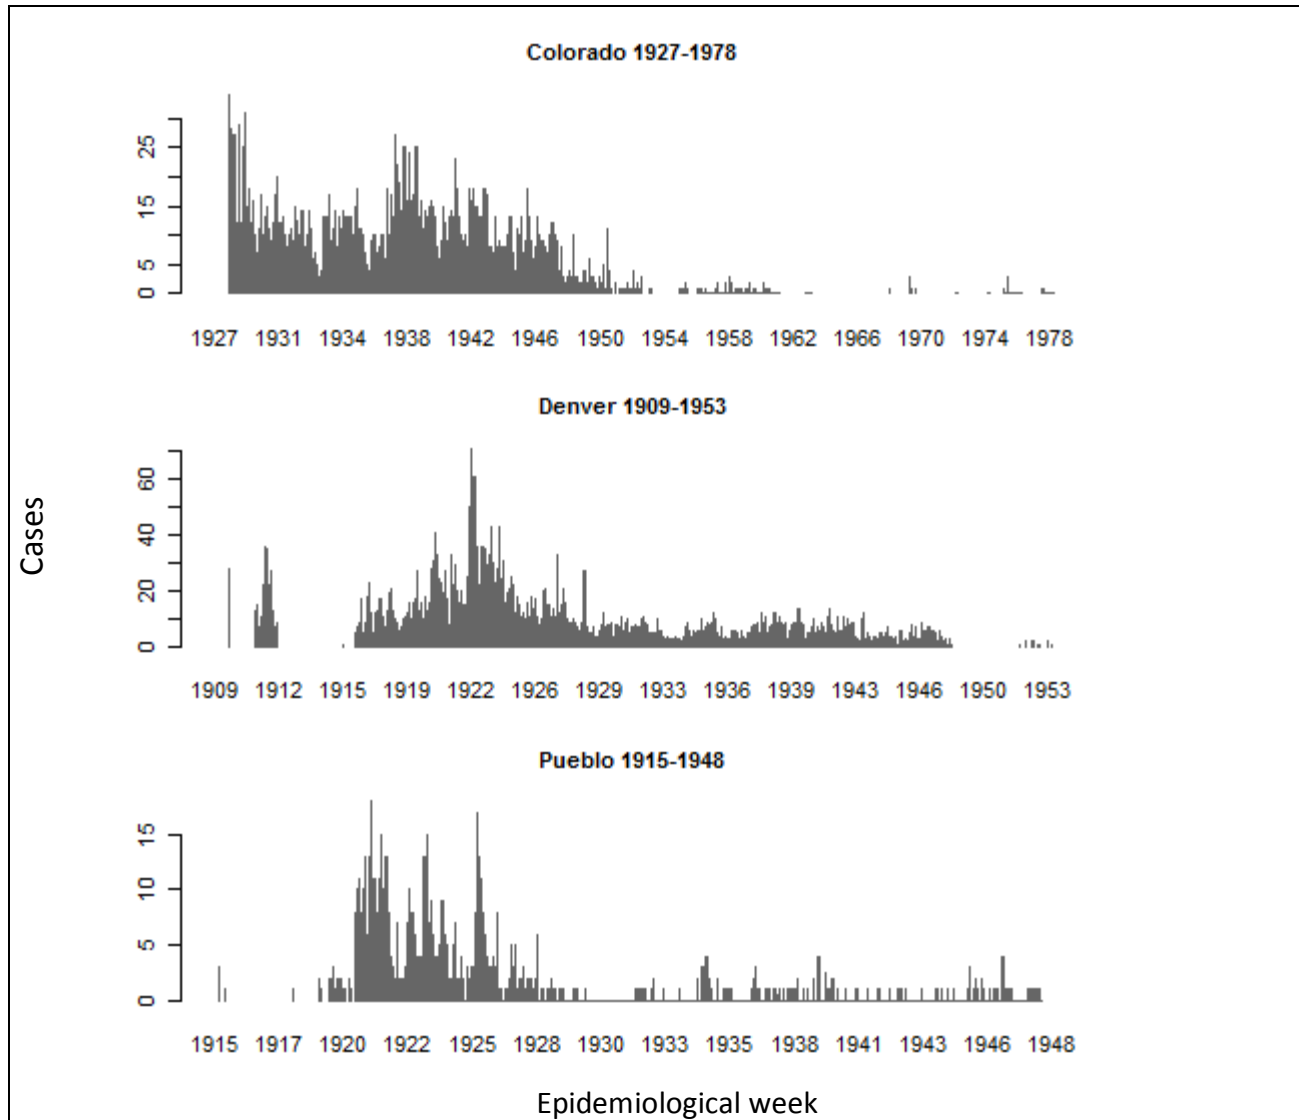 Colorado 1927-1978
25
15
5
0
1927 1931 1934 1938 1942 1946 1950 1954 1958 1962 1966 1970 1974 1978
Denver 1909-1953
60
40
20
0
1909 1912 1915 1919 1922 1926 1929 1933 1936 1939 1943 1946 1950 1953
Cases
Pueblo 1915-1948
15
10
5
0
1915 1917 1920 1922 1925 1928 1930 1933 1935 1938 1941 1943 1946 1948
Epidemiological week